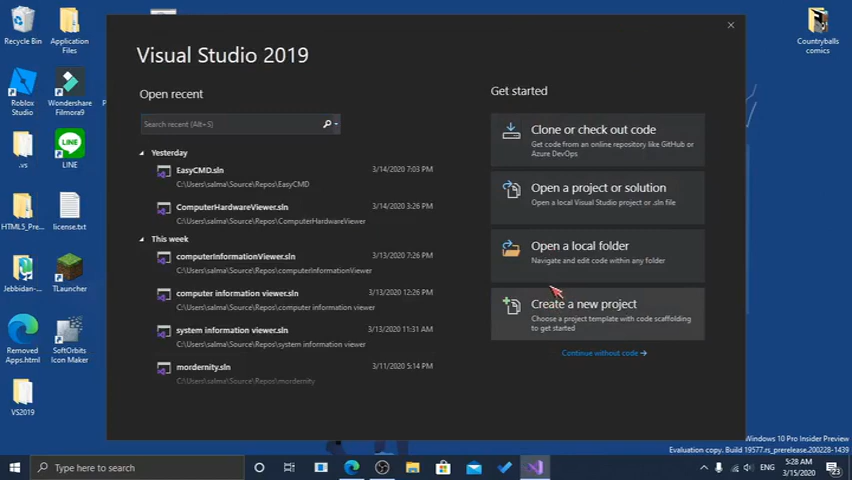 Recycle Bin
Application
Files
Roblox
Studio
Wondershare
Filmora9
.vs
LINE
HTML5_Pre...
license.txt
Jebbidan-...
TLauncher
Removed
Apps.html
SoftOrbits
Icon Maker
VS2019
Countryballs
comics
Visual Studio 2019
Open recent
Search recent (Alt+S)
Yesterday
EasyCMD.sln 3/14/2020 7:03 PM
C:\Users\salma\Source\Repos\EasyCMD
ComputerHardwareViewer.sln 3/14/2020 3:26 PM
C:\Users\salma\Source\Repos\ComputerHardwareViewer
This week
computerInformationViewer.sln 3/13/2020 7:26 PM
C:\Users\salma\Source\Repos\computerInformationViewer
computer information viewer.sln 3/13/2020 12:26 PM
C:\Users\salma\Source\Repos\computer information viewer
system information viewer.sln 3/13/2020 11:31 AM
C:\Users\salma\Source\Repos\system information viewer
mordernity.sln 3/11/2020 5:14 PM
C:\Users\salma\Source\Repos\mordernity
Get started
Clone or check out code
Get code from an online repository like GitHub or
Azure DevOps
Open a project or solution
Open a local Visual Studio project or .sln file
Open a local folder
Navigate and edit code within any folder
Create a new project
Choose a project template with code scaffolding
to get started
Continue without code →
Windows 10 Pro Insider Preview
Evaluation copy. Build 19577.rs_prerelease.200228-1439
Type here to search
ENG
5:28 AM
3/15/2020
23